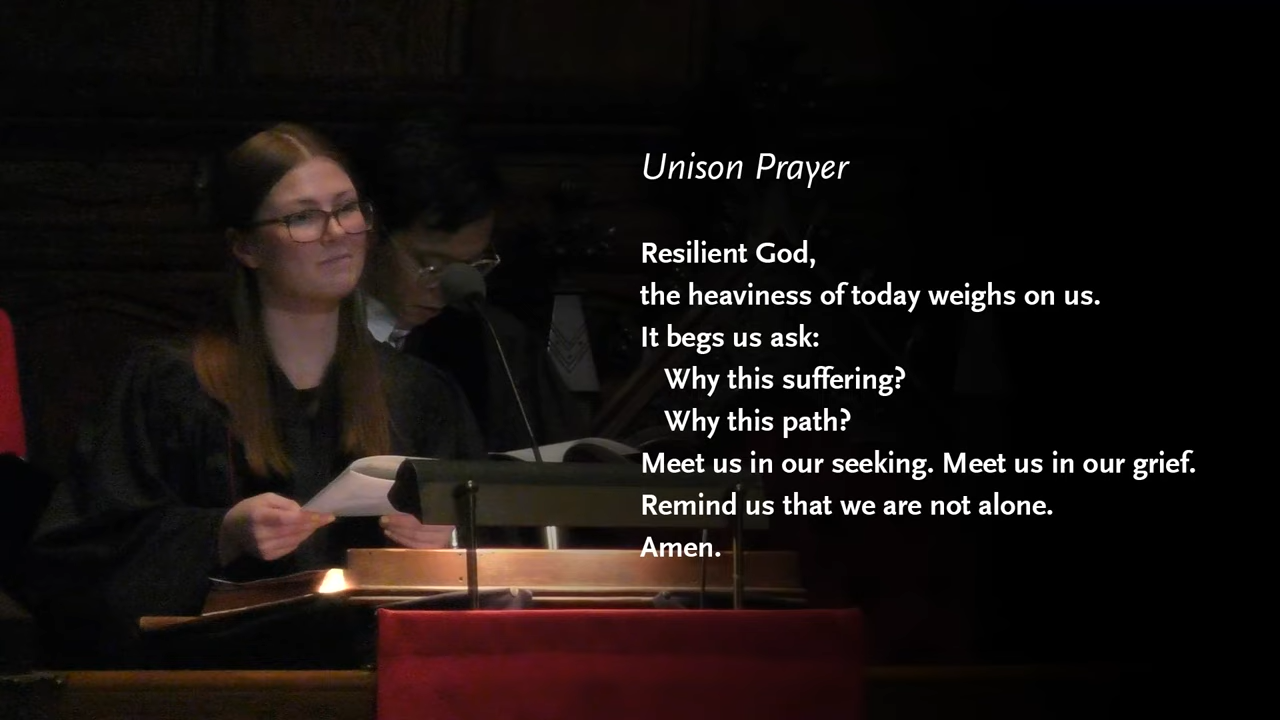 Unison Prayer
Resilient God,
the heaviness of today weighs on us.
It begs us ask:
Why this suffering?
Why this path?
Meet us in our seeking. Meet us in our grief.
Remind us that we are not alone.
Amen.